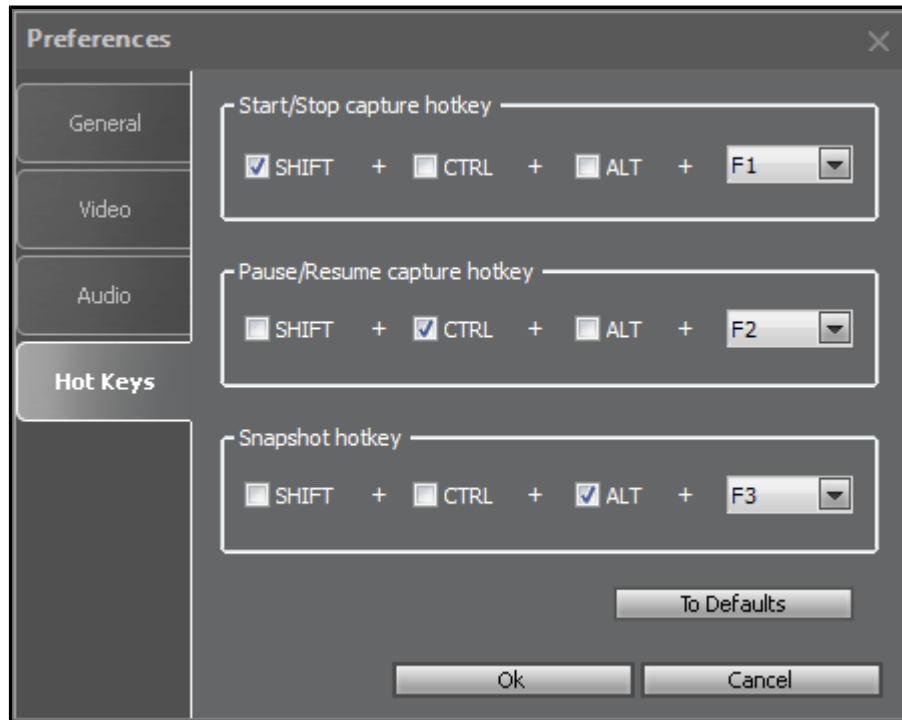 Preferences
General
Video
Audio
Hot Keys
Start/Stop capture hotkey
SHIFT + CTRL + ALT + F1
Pause/Resume capture hotkey
SHIFT + CTRL + ALT + F2
Snapshot hotkey
SHIFT + CTRL + ALT + F3
To Defaults
Ok Cancel